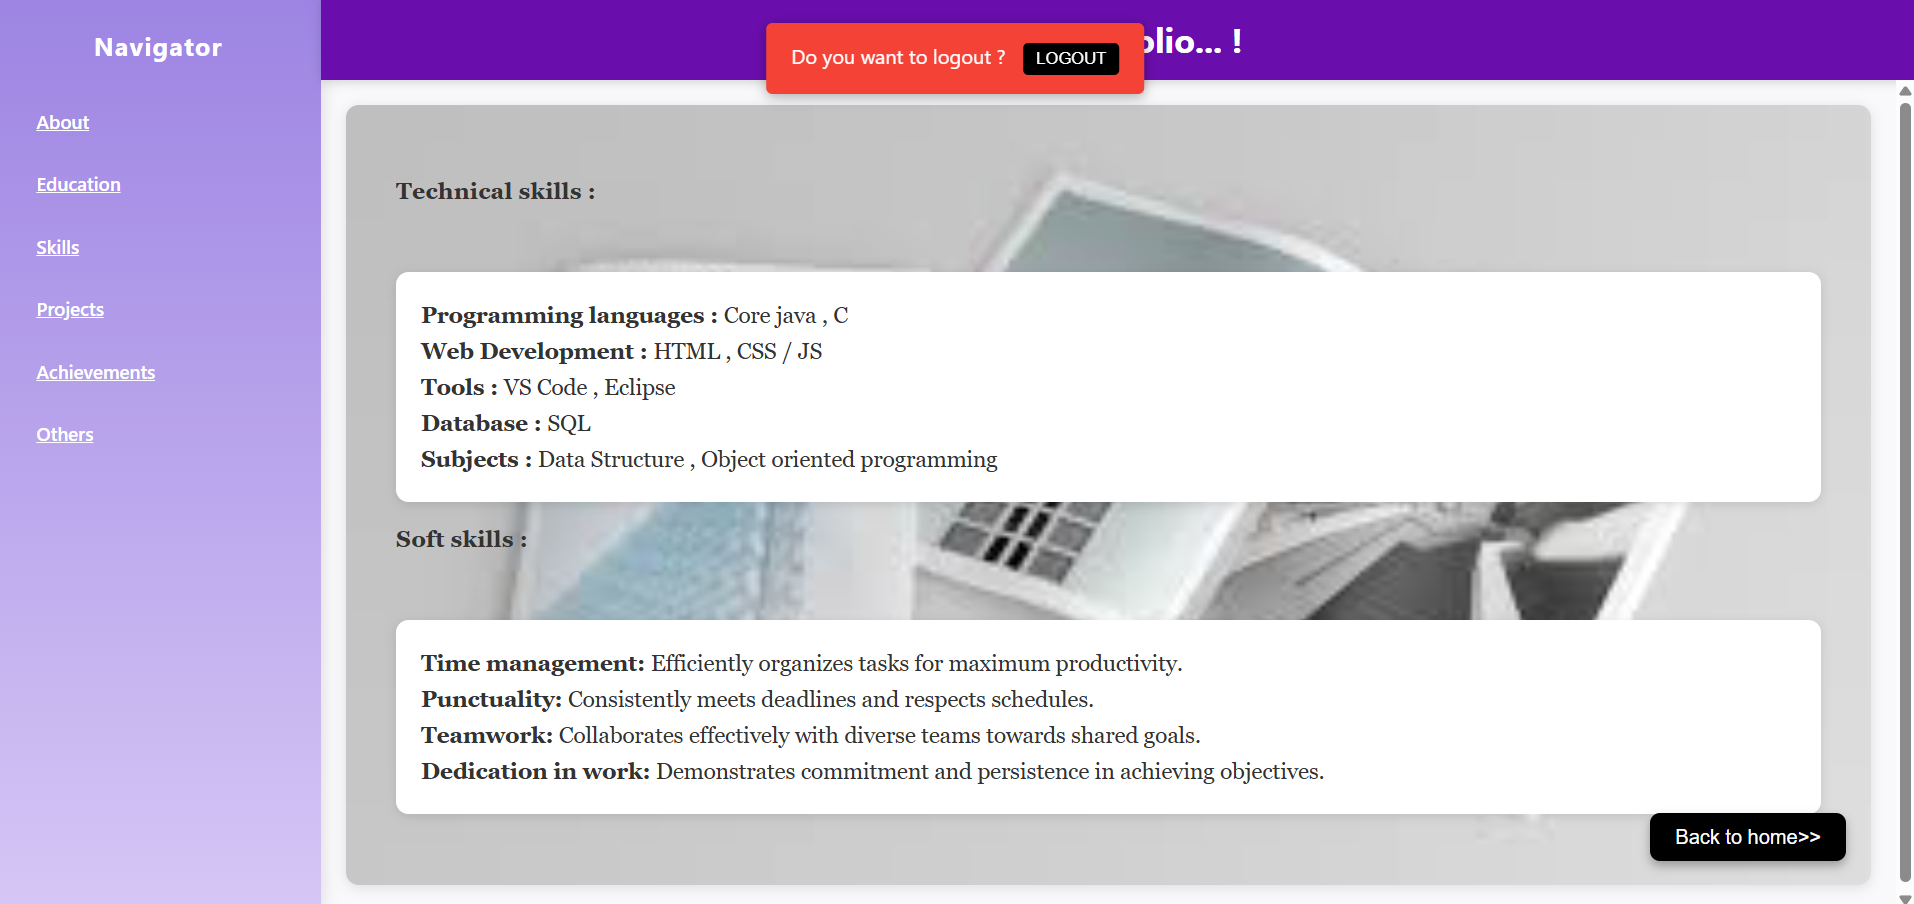 Navigator
About
Education
Skills
Projects
Achievements
Others
Do you want to logout ? LOGOUT
... !
Technical skills :
Programming languages : Core java , C
Web Development : HTML , CSS / JS
Tools : VS Code , Eclipse
Database : SQL
Subjects : Data Structure , Object oriented programming
Soft skills :
Time management: Efficiently organizes tasks for maximum productivity.
Punctuality: Consistently meets deadlines and respects schedules.
Teamwork: Collaborates effectively with diverse teams towards shared goals.
Dedication in work: Demonstrates commitment and persistence in achieving objectives.
Back to home>>